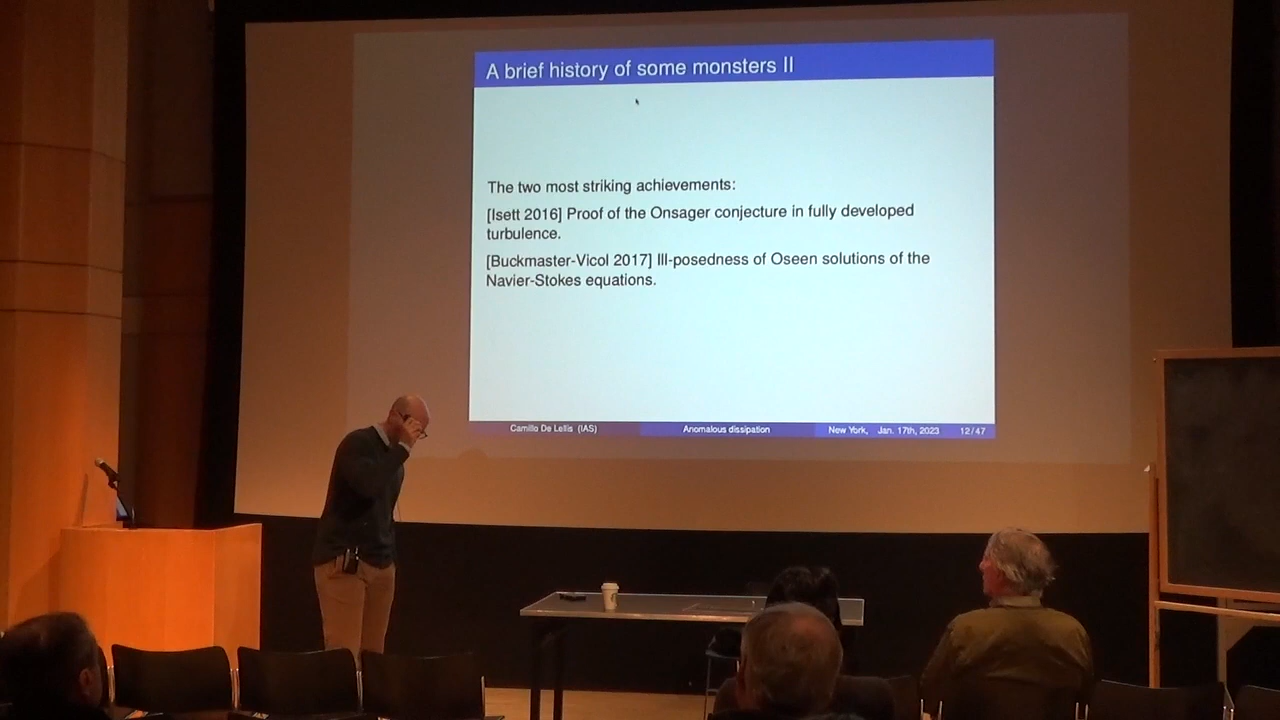 A brief history of some monsters II
The two most striking achievements:
[Isett 2016] Proof of the Onsager conjecture in fully developed
turbulence.
[Buckmaster-Vicol 2017] Ill-posedness of Oseen solutions of the
Navier-Stokes equations.
Camillo De Lellis (IAS) Anomalous dissipation New York, Jan. 17th, 2023 12/47